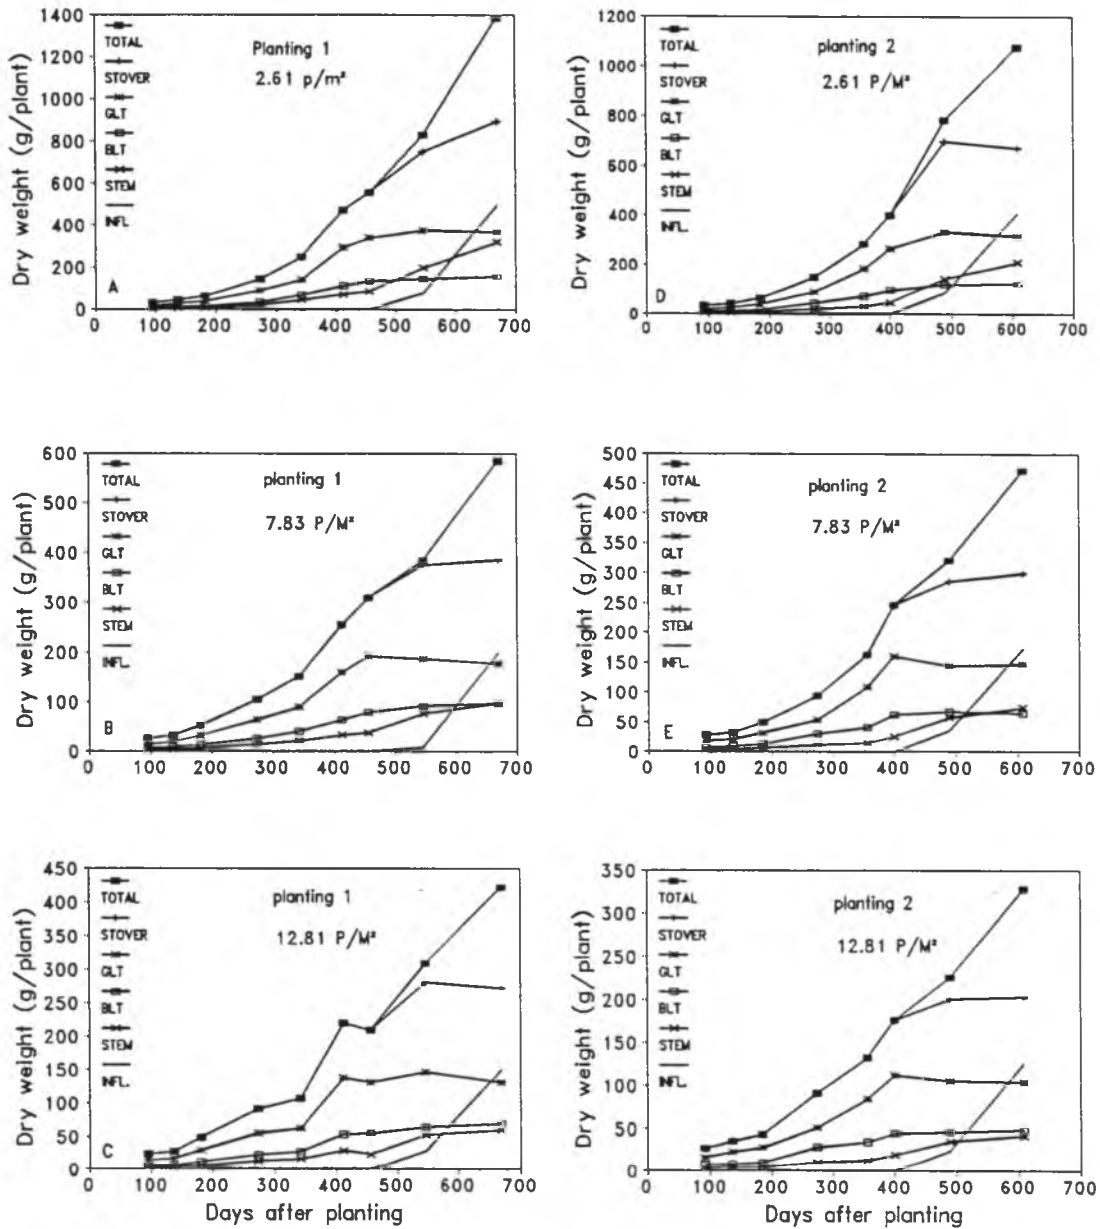 1400
1200
1000
800
600
400
200
0
Dry weight (g/plant)
TOTAL
STOVER
GLT
BLT
STEM
INFL.
Planting 1
2.61 p/m²
A
0 100 200 300 400 500 600 700
1200
1000
800
600
400
200
0
Dry weight (g/plant)
TOTAL
STOVER
GLT
BLT
STEM
INFL.
planting 2
2.61 P/M²
D
0 100 200 300 400 500 600 700
600
500
400
300
200
100
0
Dry weight (g/plant)
TOTAL
STOVER
GLT
BLT
STEM
INFL.
planting 1
7.83 P/M²
B
0 100 200 300 400 500 600 700
500
450
400
350
300
250
200
150
100
50
0
Dry weight (g/plant)
TOTAL
STOVER
GLT
BLT
STEM
INFL.
planting 2
7.83 P/M²
E
0 100 200 300 400 500 600 700
450
400
350
300
250
200
150
100
50
0
Dry weight (g/plant)
TOTAL
STOVER
GLT
BLT
STEM
INFL.
planting 1
12.81 P/M²
C
0 100 200 300 400 500 600 700
Days after planting
350
300
250
200
150
100
50
0
Dry weight (g/plant)
TOTAL
STOVER
GLT
BLT
STEM
INFL.
planting 2
12.81 P/M²
F
0 100 200 300 400 500 600 700
Days after planting